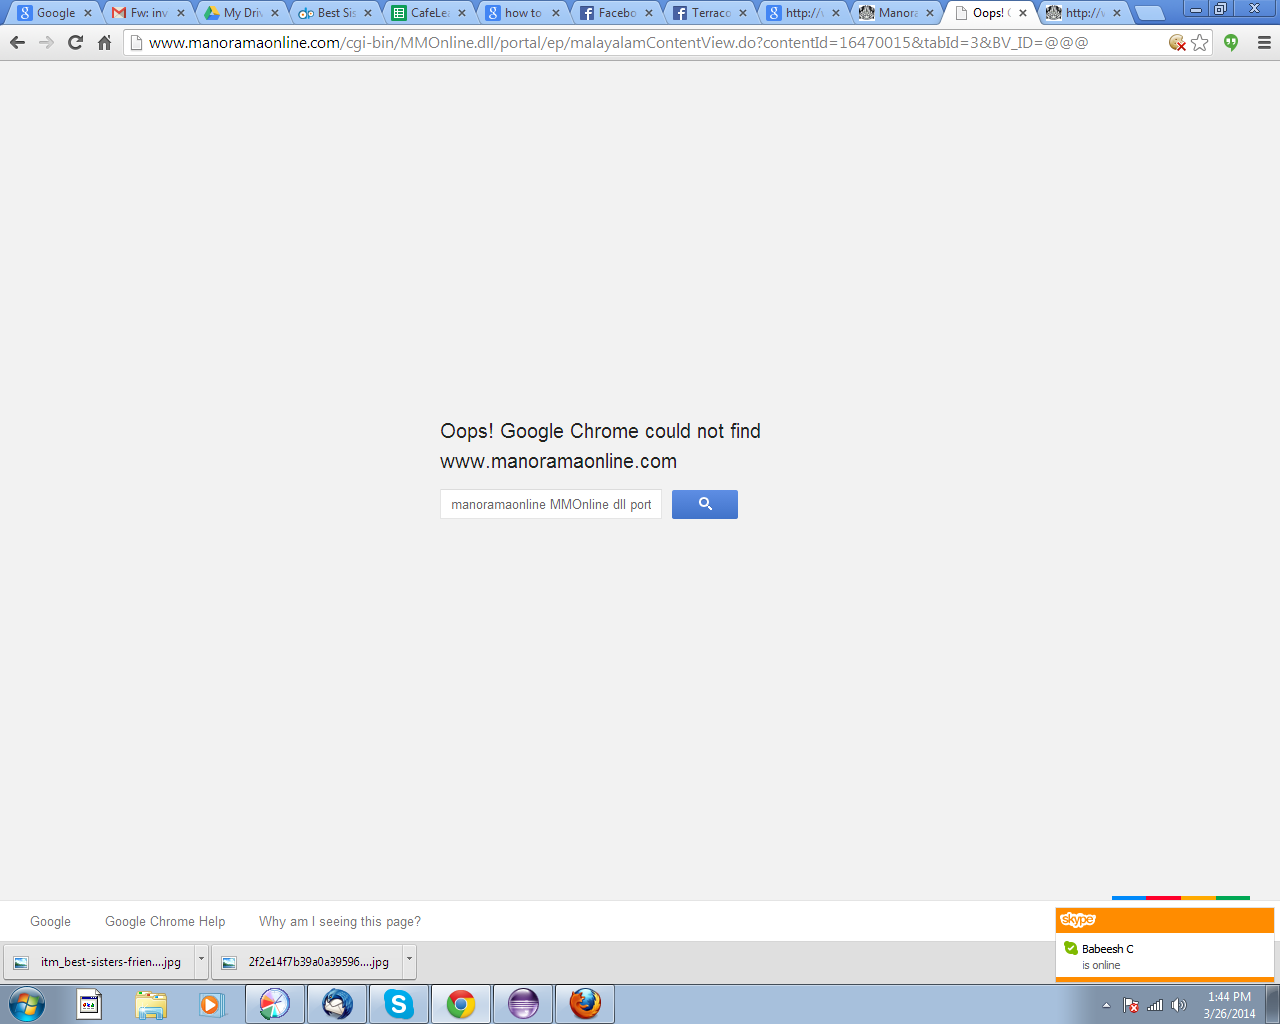 Google
Fw: inv
My Driv
Best Sis
CafeLea
how to
Facebo
Terraco
http://v
Manora
Oops! G
http://v
www.manoramaonline.com/cgi-bin/MMOnline.dll/portal/ep/malayalamContentView.do?contentId=16470015&tabId=3&BV_ID=@@@
Oops! Google Chrome could not find
www.manoramaonline.com
manoramaonline MMOnline dll port
Google
Google Chrome Help
Why am I seeing this page?
skype
Babeesh C
is online
itm_best-sisters-frien....jpg
2f2e14f7b39a0a39596....jpg
1:44 PM
3/26/2014